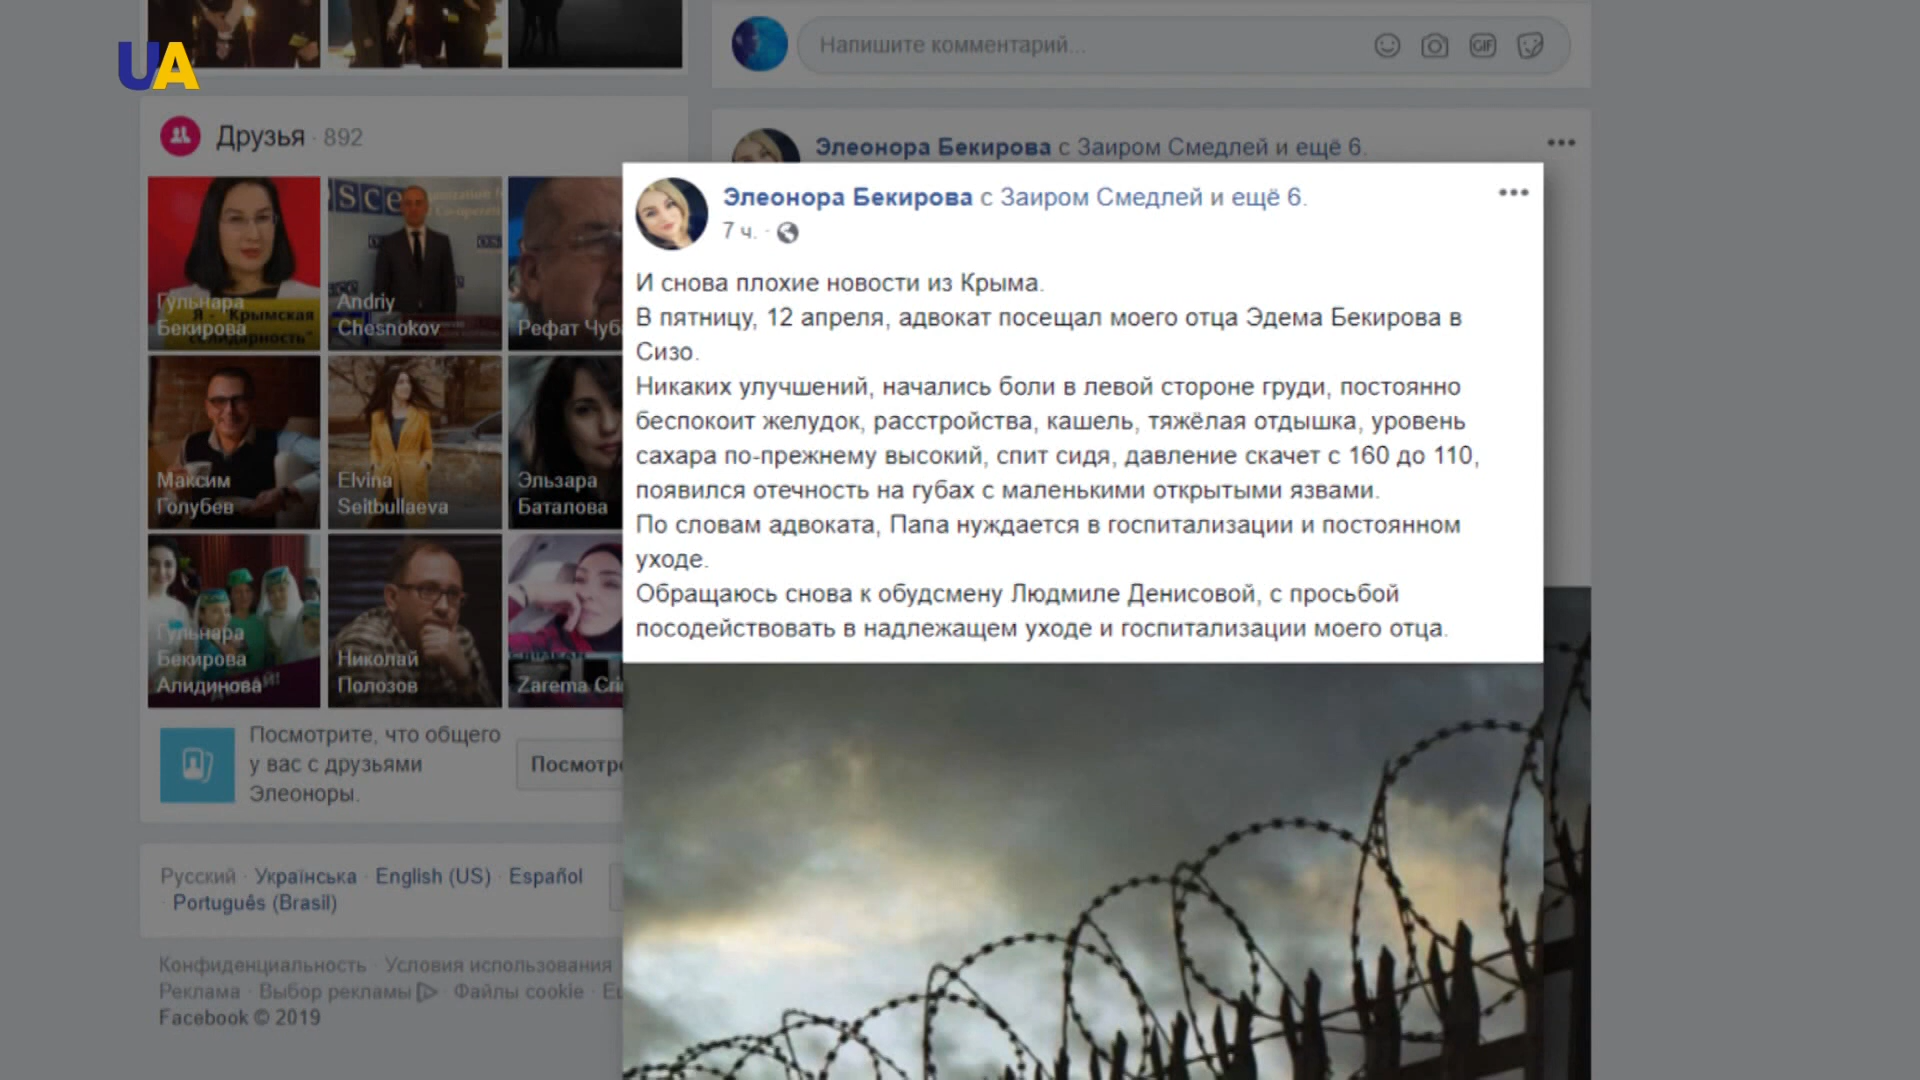 UA
Напишите комментарий...
GIF
Друзья · 892
Гульнара
Бекирова
Я - "Крымская
солидарность"
OSCE
Andriy
Chesnokov
Рефат Чуб
Максим
Голубев
Elvina
Seitbullaeva
Эльзара
Баталова
Гульнара
Бекирова
Алидинова
Николай
Полозов
Zarema Cri
Посмотрите, что общего
у вас с друзьями
Элеоноры.
Посмотре
Русский · Українська · English (US) · Español
· Português (Brasil)
Конфиденциальность · Условия использования
Реклама · Выбор рекламы · Файлы cookie ·
Facebook © 2019
Элеонора Бекирова с Заиром Смедлей и ещё 6.
Элеонора Бекирова с Заиром Смедлей и ещё 6.
7 ч. ·
И снова плохие новости из Крыма.
В пятницу, 12 апреля, адвокат посещал моего отца Эдема Бекирова в
Сизо.
Никаких улучшений, начались боли в левой стороне груди, постоянно
беспокоит желудок, расстройства, кашель, тяжёлая отдышка, уровень
сахара по-прежнему высокий, спит сидя, давление скачет с 160 до 110,
появился отечность на губах с маленькими открытыми язвами.
По словам адвоката, Папа нуждается в госпитализации и постоянном
уходе.
Обращаюсь снова к обудсмену Людмиле Денисовой, с просьбой
посодействовать в надлежащем уходе и госпитализации моего отца.